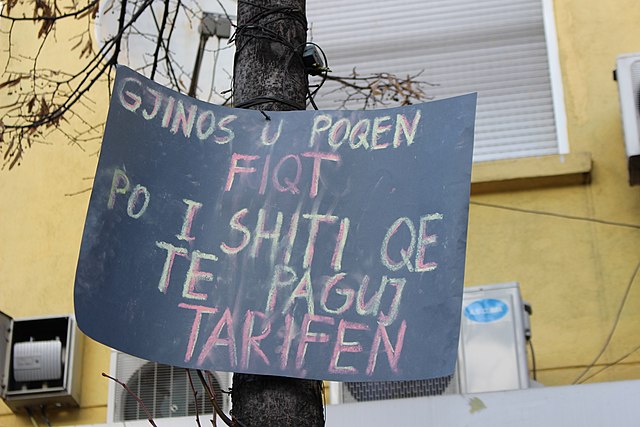 GJINOS U POQEN
FIQT
PO I SHITI QE
TE PAGUJ
TARIFEN